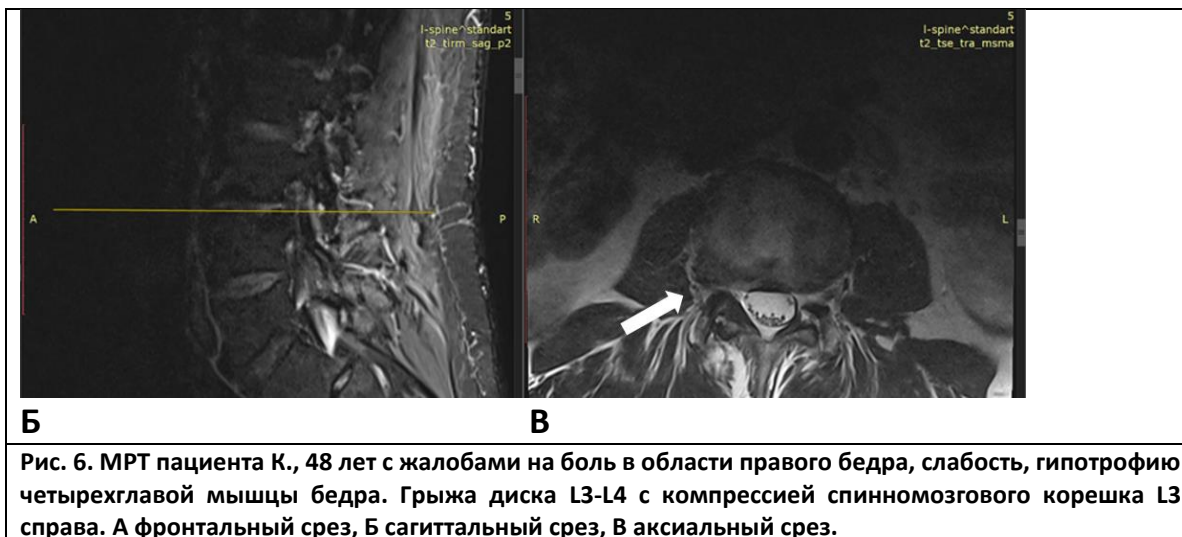 5
l-spine^standart
t2_tirm_sag_p2
A
P
5
l-spine^standart
t2_tse_tra_msma
R
L
Б
В
Рис. 6. МРТ пациента К., 48 лет с жалобами на боль в области правого бедра, слабость, гипотрофию
четырехглавой мышцы бедра. Грыжа диска L3-L4 с компрессией спинномозгового корешка L3
справа. А фронтальный срез, Б сагиттальный срез, В аксиальный срез.